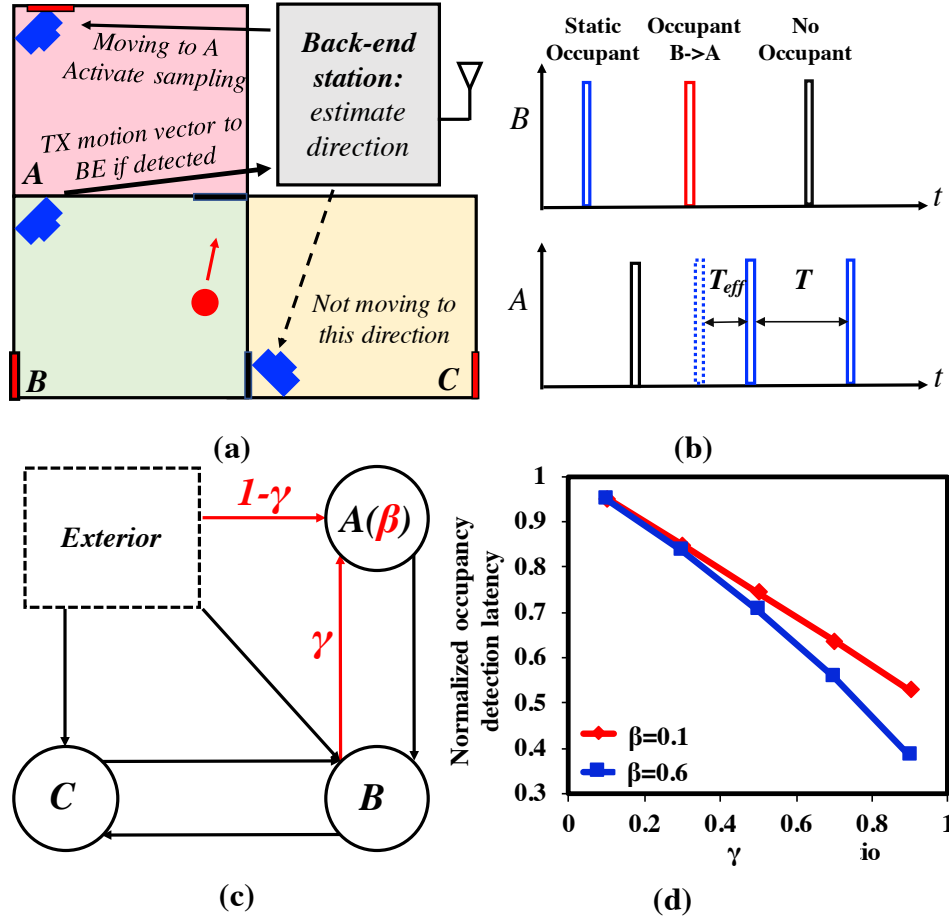 Moving to A
Activate sampling
Back-end
station:
estimate
direction
TX motion vector to
BE if detected
A
Not moving to
this direction
B
C
(a)
Static
Occupant
Occupant
B->A
No
Occupant
B
t
A
T_eff
T
t
(b)
Exterior
1-γ
A(β)
γ
C
B
(c)
Normalized occupancy
detection latency
1
0.9
0.8
0.7
0.6
0.5
0.4
0.3
β=0.1
β=0.6
0
0.2
0.4
0.6
0.8
1
γ
io
(d)